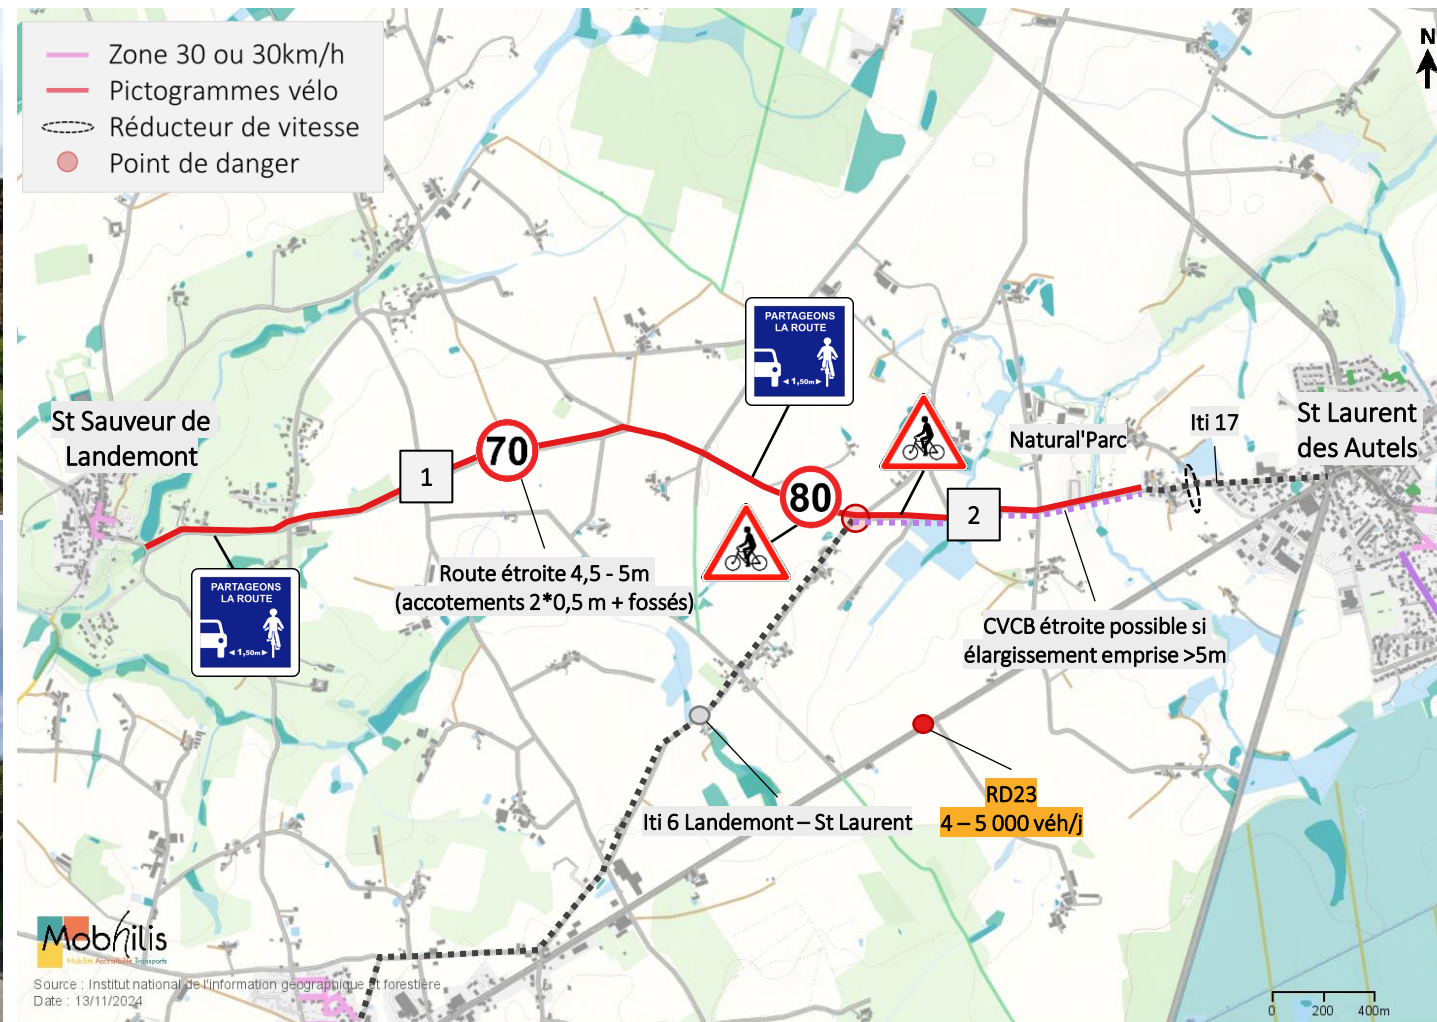 Zone 30 ou 30km/h
Pictogrammes vélo
Réducteur de vitesse
Point de danger
N
PARTAGEONS
LA ROUTE
1,50m
St Sauveur de
Landemont
1
70
80
Natural'Parc
Iti 17
St Laurent
des Autels
2
Route étroite 4,5 - 5m
(accotements 2*0,5 m + fossés)
PARTAGEONS
LA ROUTE
1,50m
CVCB étroite possible si
élargissement emprise >5m
Iti 6 Landemont – St Laurent
RD23
4 – 5 000 véh/j
Mobhilis
Mobilité Accessibilité Transports
Source : Institut national de l'information géographique et forestière
Date : 13/11/2024
0 200 400m